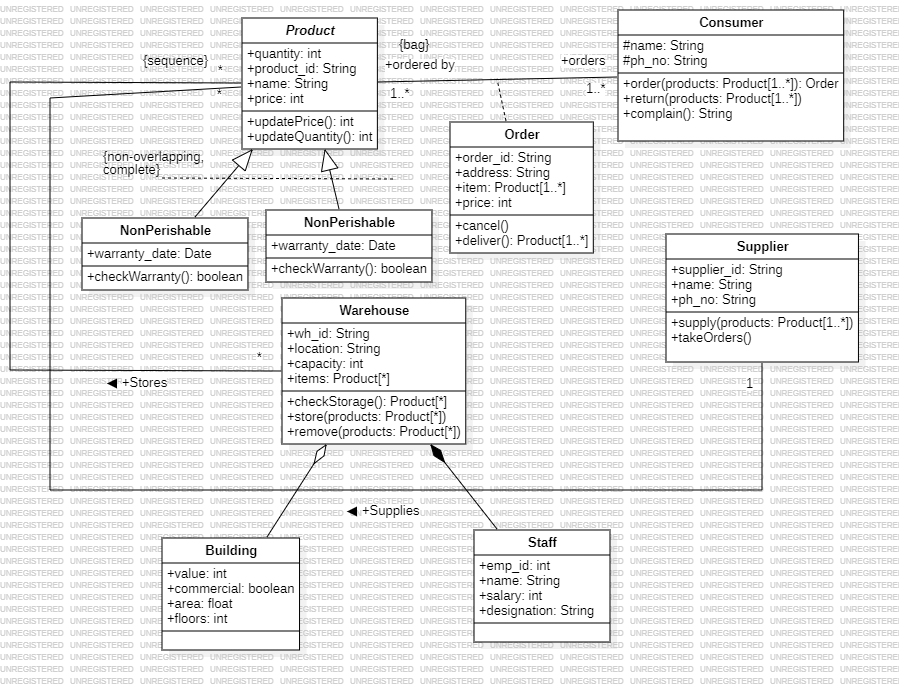 Product
+quantity: int
+product_id: String
+name: String
+price: int
+updatePrice(): int
+updateQuantity(): int
{sequence}
*
*
{bag}
+ordered by
1..*
+orders
1..*
Consumer
#name: String
#ph_no: String
+order(products: Product[1..*]): Order
+return(products: Product[1..*])
+complain(): String
Order
+order_id: String
+address: String
+item: Product[1..*]
+price: int
+cancel()
+deliver(): Product[1..*]
{non-overlapping,
complete}
NonPerishable
+warranty_date: Date
+checkWarranty(): boolean
NonPerishable
+warranty_date: Date
+checkWarranty(): boolean
Supplier
+supplier_id: String
+name: String
+ph_no: String
+supply(products: Product[1..*])
+takeOrders()
1
Warehouse
+wh_id: String
+location: String
+capacity: int
+items: Product[*]
+checkStorage(): Product[*]
+store(products: Product[*])
+remove(products: Product[*])
*
◀ +Stores
◀ +Supplies
Building
+value: int
+commercial: boolean
+area: float
+floors: int
Staff
+emp_id: int
+name: String
+salary: int
+designation: String
UNREGISTERED